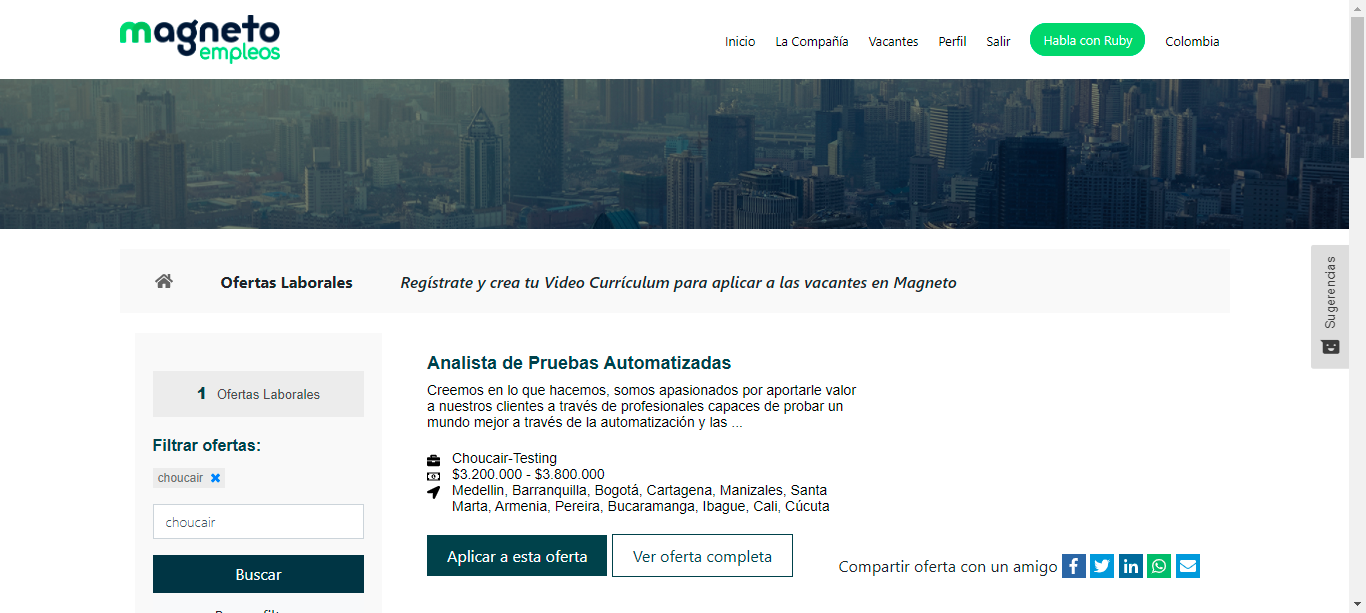 magneto
empleos
Inicio
La Compañía
Vacantes
Perfil
Salir
Habla con Ruby
Colombia
Ofertas Laborales
Regístrate y crea tu Video Currículum para aplicar a las vacantes en Magneto
Sugerencias
1 Ofertas Laborales
Filtrar ofertas:
choucair
choucair
Buscar
Analista de Pruebas Automatizadas
Creemos en lo que hacemos, somos apasionados por aportarle valor
a nuestros clientes a través de profesionales capaces de probar un
mundo mejor a través de la automatización y las ...
Choucair-Testing
$3.200.000 - $3.800.000
Medellin, Barranquilla, Bogotá, Cartagena, Manizales, Santa
Marta, Armenia, Pereira, Bucaramanga, Ibague, Cali, Cúcuta
Aplicar a esta oferta
Ver oferta completa
Compartir oferta con un amigo